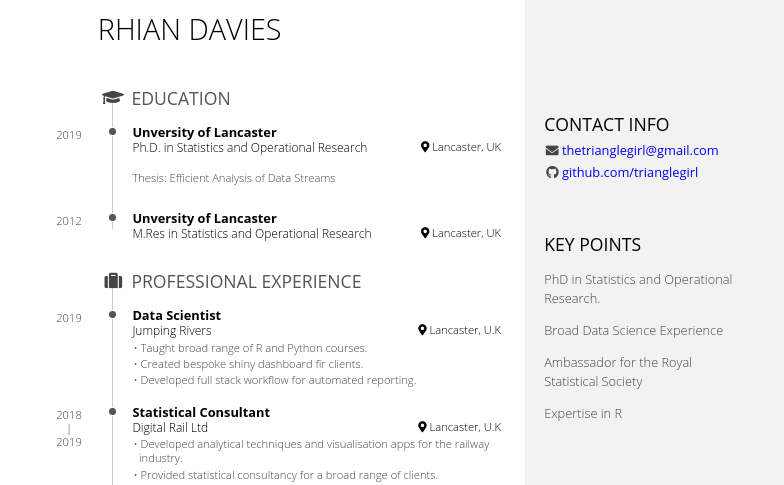 RHIAN DAVIES
EDUCATION
2019
Unversity of Lancaster
Ph.D. in Statistics and Operational Research
Lancaster, UK
Thesis: Efficient Analysis of Data Streams
2012
Unversity of Lancaster
M.Res in Statistics and Operational Research
Lancaster, UK
PROFESSIONAL EXPERIENCE
2019
Data Scientist
Jumping Rivers
Lancaster, U.K
• Taught broad range of R and Python courses.
• Created bespoke shiny dashboard fir clients.
• Developed full stack workflow for automated reporting.
2018
|
2019
Statistical Consultant
Digital Rail Ltd
Lancaster, U.K
• Developed analytical techniques and visualisation apps for the railway
industry.
• Provided statistical consultancy for a broad range of clients.
CONTACT INFO
thetrianglegirl@gmail.com
github.com/trianglegirl
KEY POINTS
PhD in Statistics and Operational
Research.
Broad Data Science Experience
Ambassador for the Royal
Statistical Society
Expertise in R